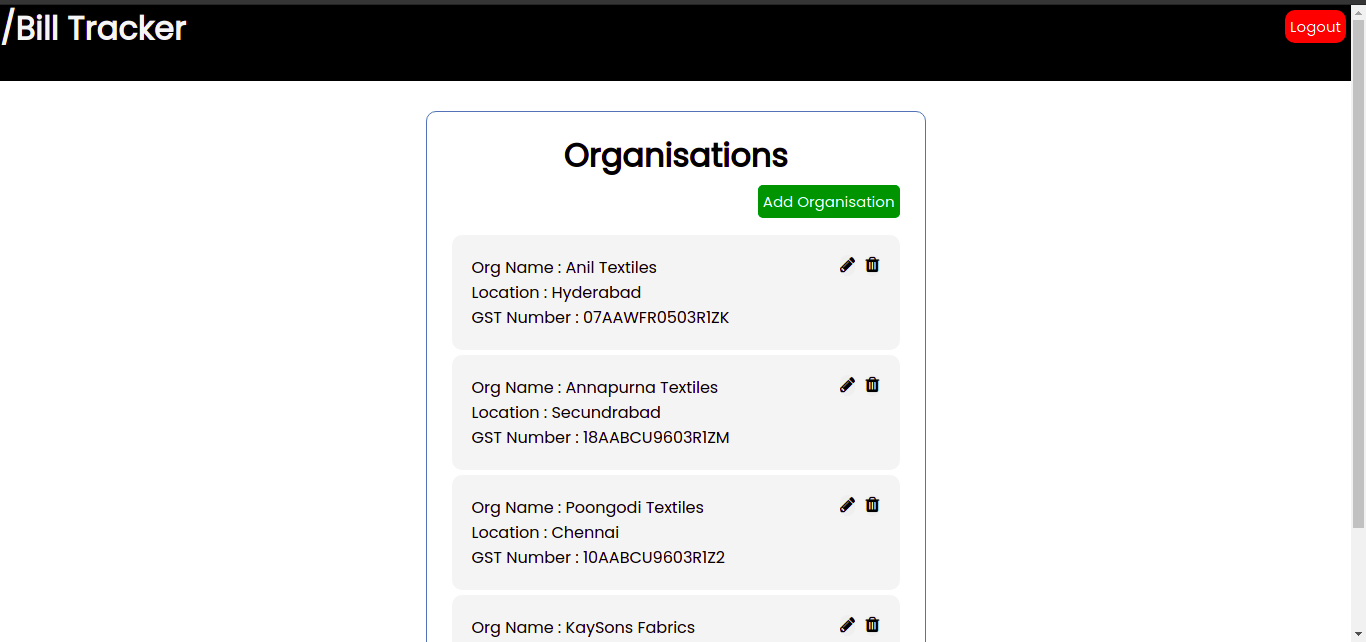 /Bill Tracker
Logout
Organisations
Add Organisation
Org Name : Anil Textiles
Location : Hyderabad
GST Number : 07AAWFR0503R1ZK
Org Name : Annapurna Textiles
Location : Secundrabad
GST Number : 18AABCU9603R1ZM
Org Name : Poongodi Textiles
Location : Chennai
GST Number : 10AABCU9603R1Z2
Org Name : KaySons Fabrics